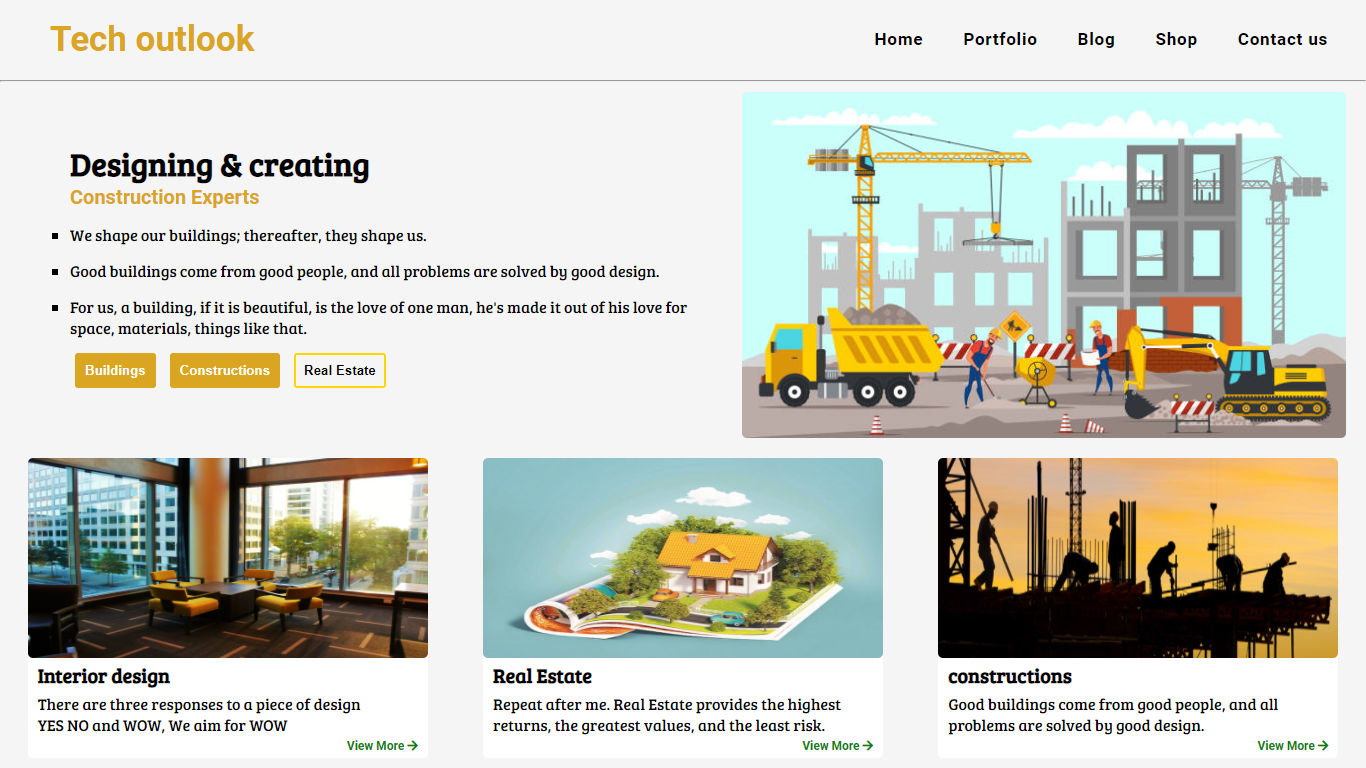 Tech outlook
Home
Portfolio
Blog
Shop
Contact us
Designing & creating
Construction Experts
We shape our buildings; thereafter, they shape us.
Good buildings come from good people, and all problems are solved by good design.
For us, a building, if it is beautiful, is the love of one man, he's made it out of his love for
space, materials, things like that.
Buildings
Constructions
Real Estate
Interior design
There are three responses to a piece of design
YES NO and WOW, We aim for WOW
View More
Real Estate
Repeat after me. Real Estate provides the highest
returns, the greatest values, and the least risk.
View More
constructions
Good buildings come from good people, and all
problems are solved by good design.
View More